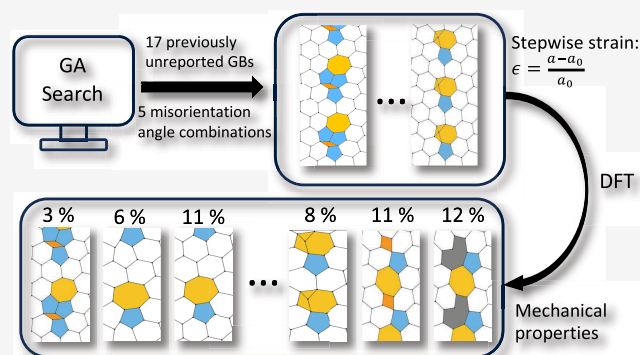 GA
Search
17 previously
unreported GBs
5 misorientation
angle combinations
...
Stepwise strain:
ϵ = (a−a₀)/a₀
DFT
3 % 6 % 11 % 8 % 11 % 12 %
...
Mechanical
properties